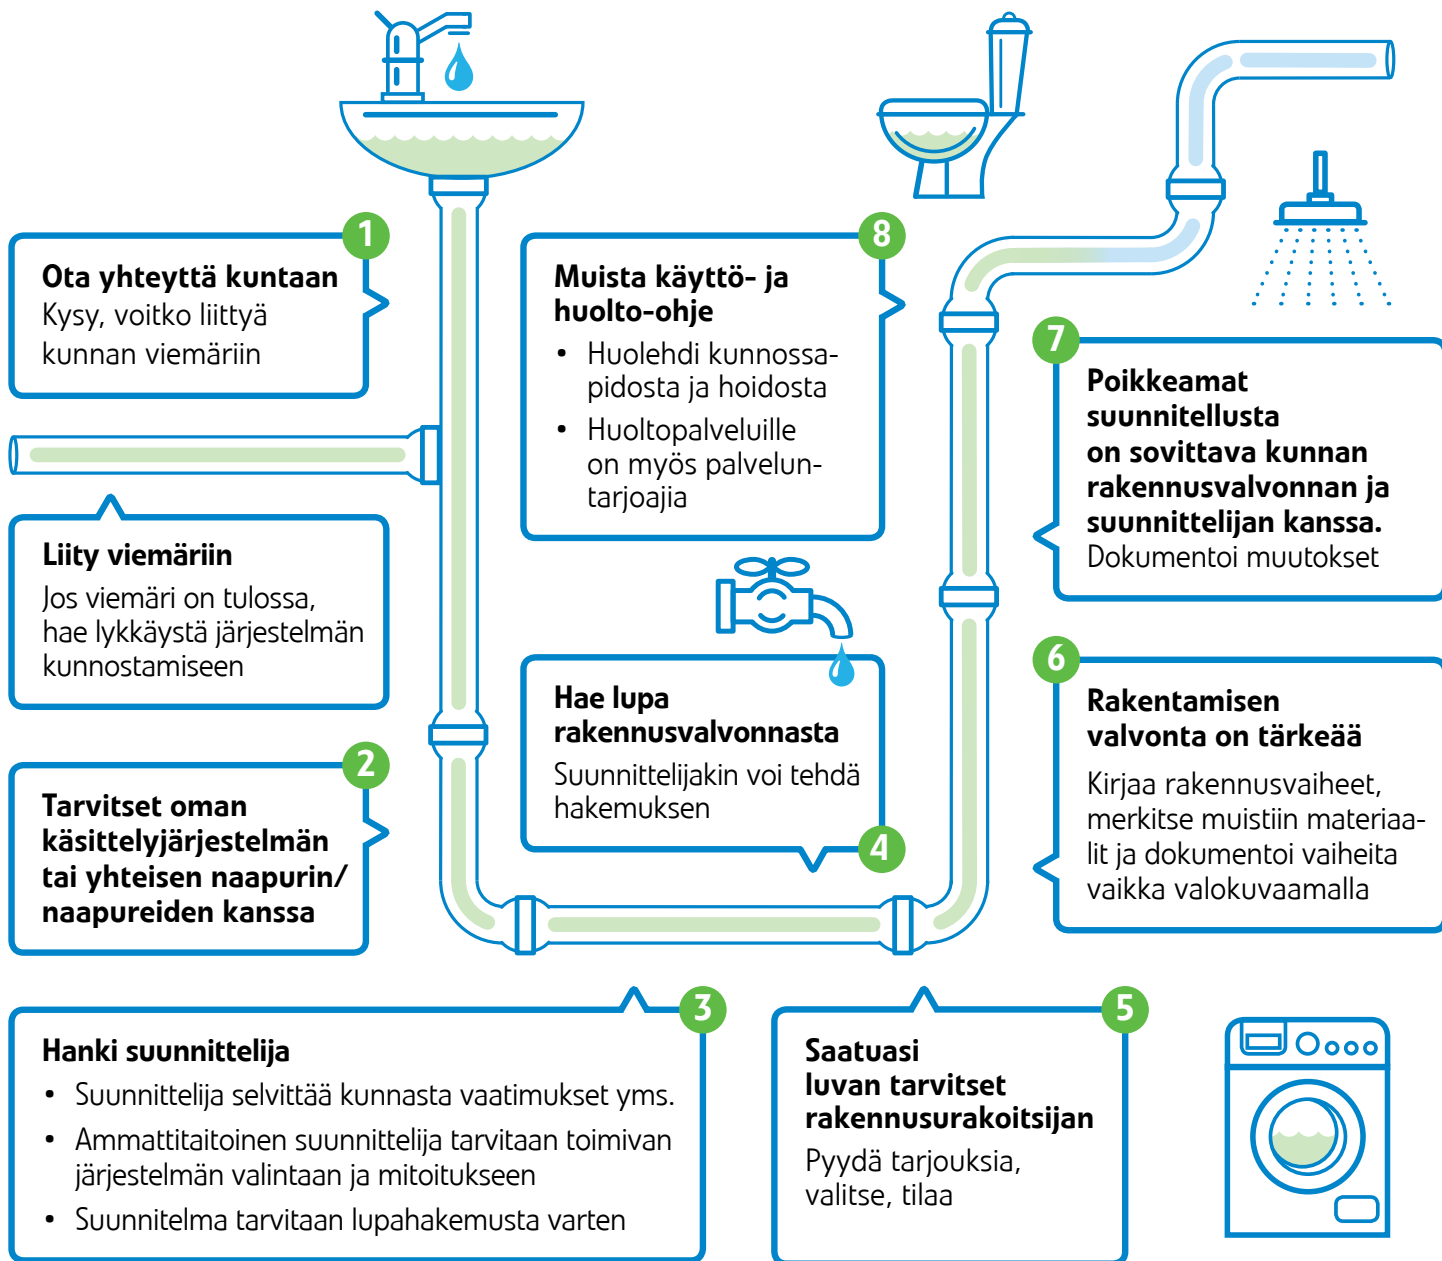 1
Ota yhteyttä kuntaan
Kysy, voitko liittyä
kunnan viemäriin
Liity viemäriin
Jos viemäri on tulossa,
hae lykkäystä järjestelmän
kunnostamiseen
2
Tarvitset oman
käsittelyjärjestelmän
tai yhteisen naapurin/
naapureiden kanssa
3
Hanki suunnittelija
• Suunnittelija selvittää kunnasta vaatimukset yms.
• Ammattitaitoinen suunnittelija tarvitaan toimivan
järjestelmän valintaan ja mitoitukseen
• Suunnitelma tarvitaan lupahakemusta varten
Hae lupa
rakennusvalvonnasta
Suunnittelijakin voi tehdä
hakemuksen
4
5
Saatuasi
luvan tarvitset
rakennusurakoitsijan
Pyydä tarjouksia,
valitse, tilaa
6
Rakentamisen
valvonta on tärkeää
Kirjaa rakennusvaiheet,
merkitse muistiin materiaa-
lit ja dokumentoi vaiheita
vaikka valokuvaamalla
7
Poikkeamat
suunnitellusta
on sovittava kunnan
rakennusvalvonnan ja
suunnittelijan kanssa.
Dokumentoi muutokset
8
Muista käyttö- ja
huolto-ohje
• Huolehdi kunnossa-
pidosta ja hoidosta
• Huoltopalveluille
on myös palvelun-
tarjoajia